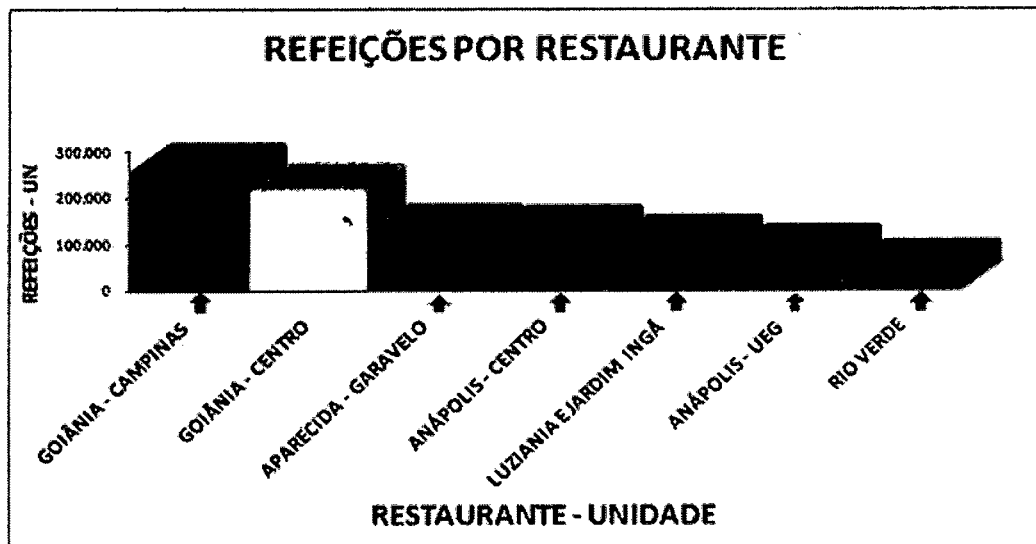 REFEIÇÕES POR RESTAURANTE
REFEIÇÕES - UN
300.000
200.000
100.000
0
GOIÂNIA - CAMPINAS
GOIÂNIA - CENTRO
APARECIDA - GARAVELO
ANÁPOLIS - CENTRO
LUZIANIA E JARDIM INGÁ
ANÁPOLIS - UEG
RIO VERDE
RESTAURANTE - UNIDADE